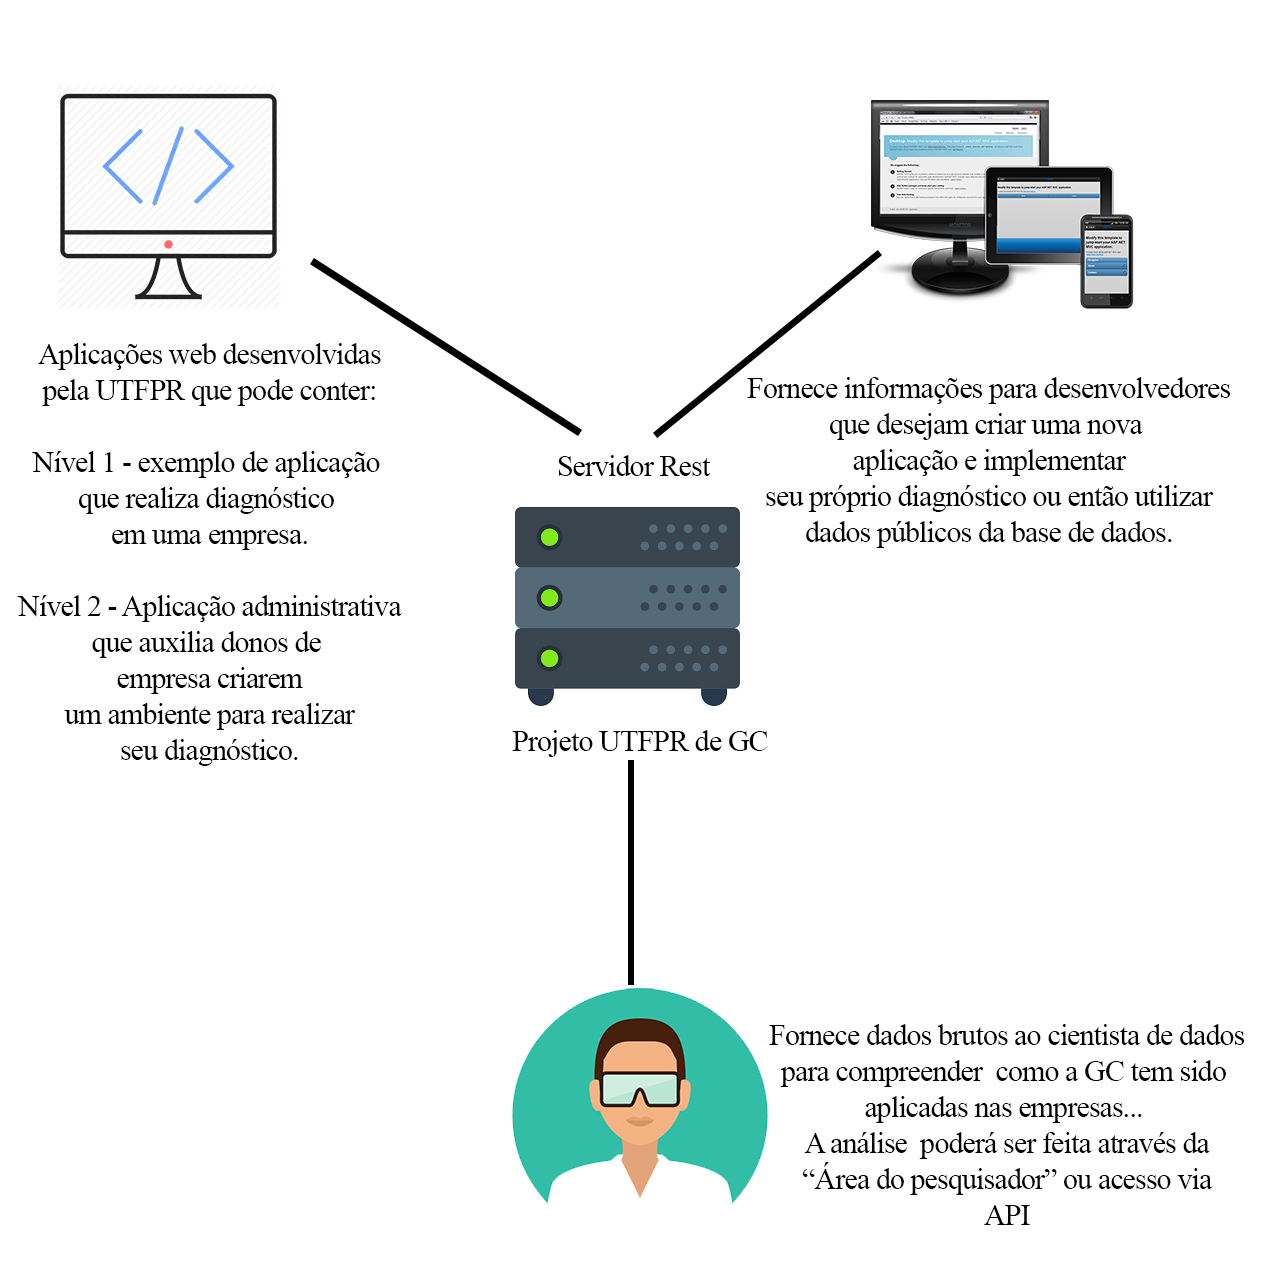 Aplicações web desenvolvidas
pela UTFPR que pode conter:
Nível 1 - exemplo de aplicação
que realiza diagnóstico
em uma empresa.
Nível 2 - Aplicação administrativa
que auxilia donos de
empresa criarem
um ambiente para realizar
seu diagnóstico.
Fornece informações para desenvolvedores
que desejam criar uma nova
aplicação e implementar
seu próprio diagnóstico ou então utilizar
dados públicos da base de dados.
Servidor Rest
Projeto UTFPR de GC
Fornece dados brutos ao cientista de dados
para compreender como a GC tem sido
aplicadas nas empresas...
A análise poderá ser feita através da
“Área do pesquisador” ou acesso via
API